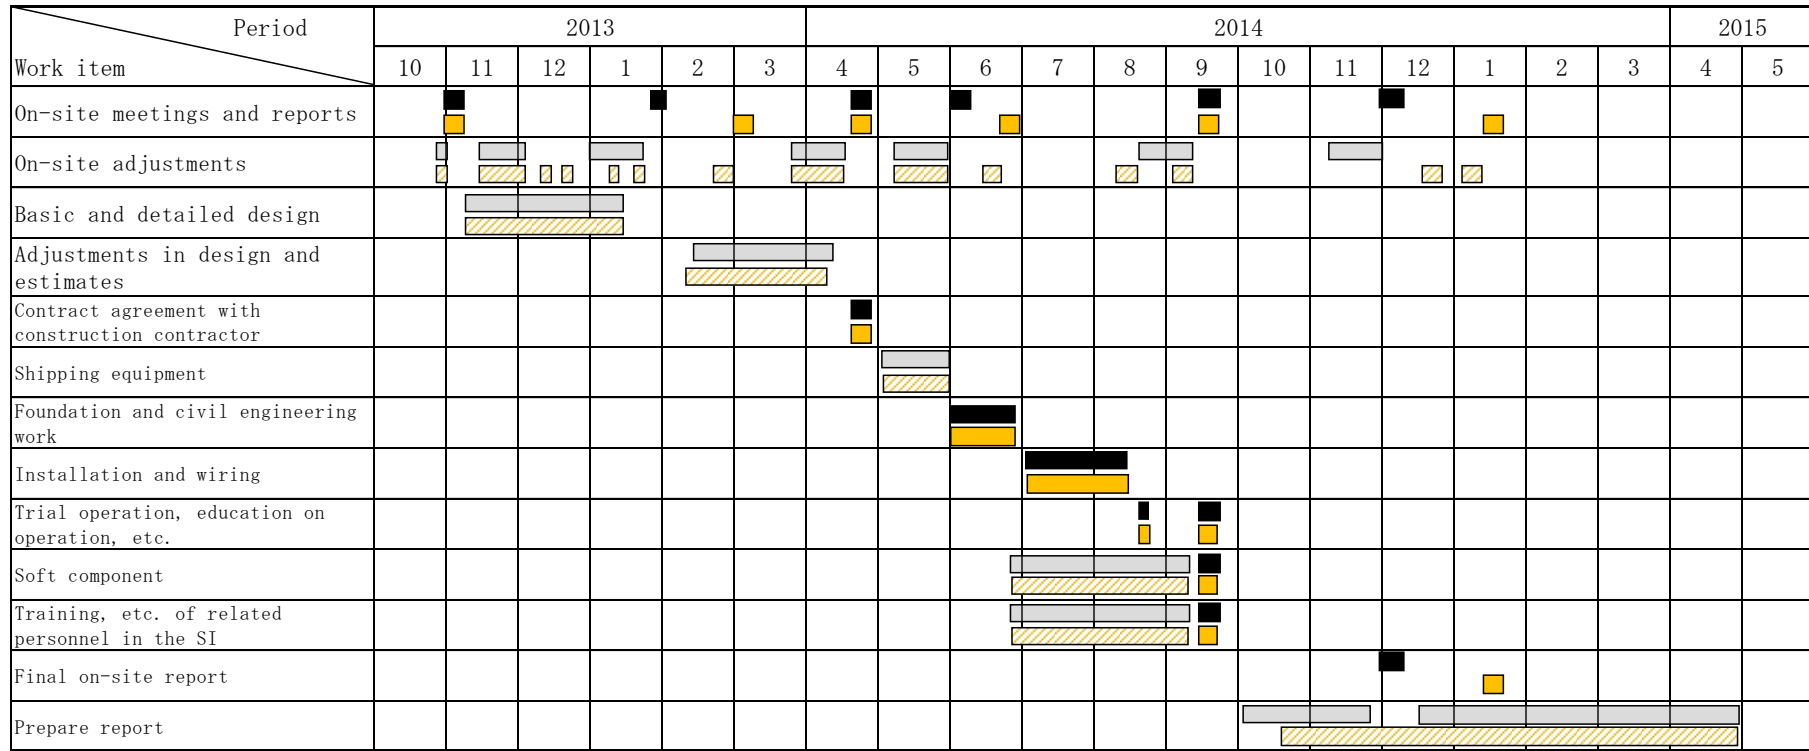 Period
2013 2014 2015
Work item
10 11 12 1 2 3 4 5 6 7 8 9 10 11 12 1 2 3 4 5
On-site meetings and reports
On-site adjustments
Basic and detailed design
Adjustments in design and
estimates
Contract agreement with
construction contractor
Shipping equipment
Foundation and civil engineering
work
Installation and wiring
Trial operation, education on
operation, etc.
Soft component
Training, etc. of related
personnel in the SI
Final on-site report
Prepare report